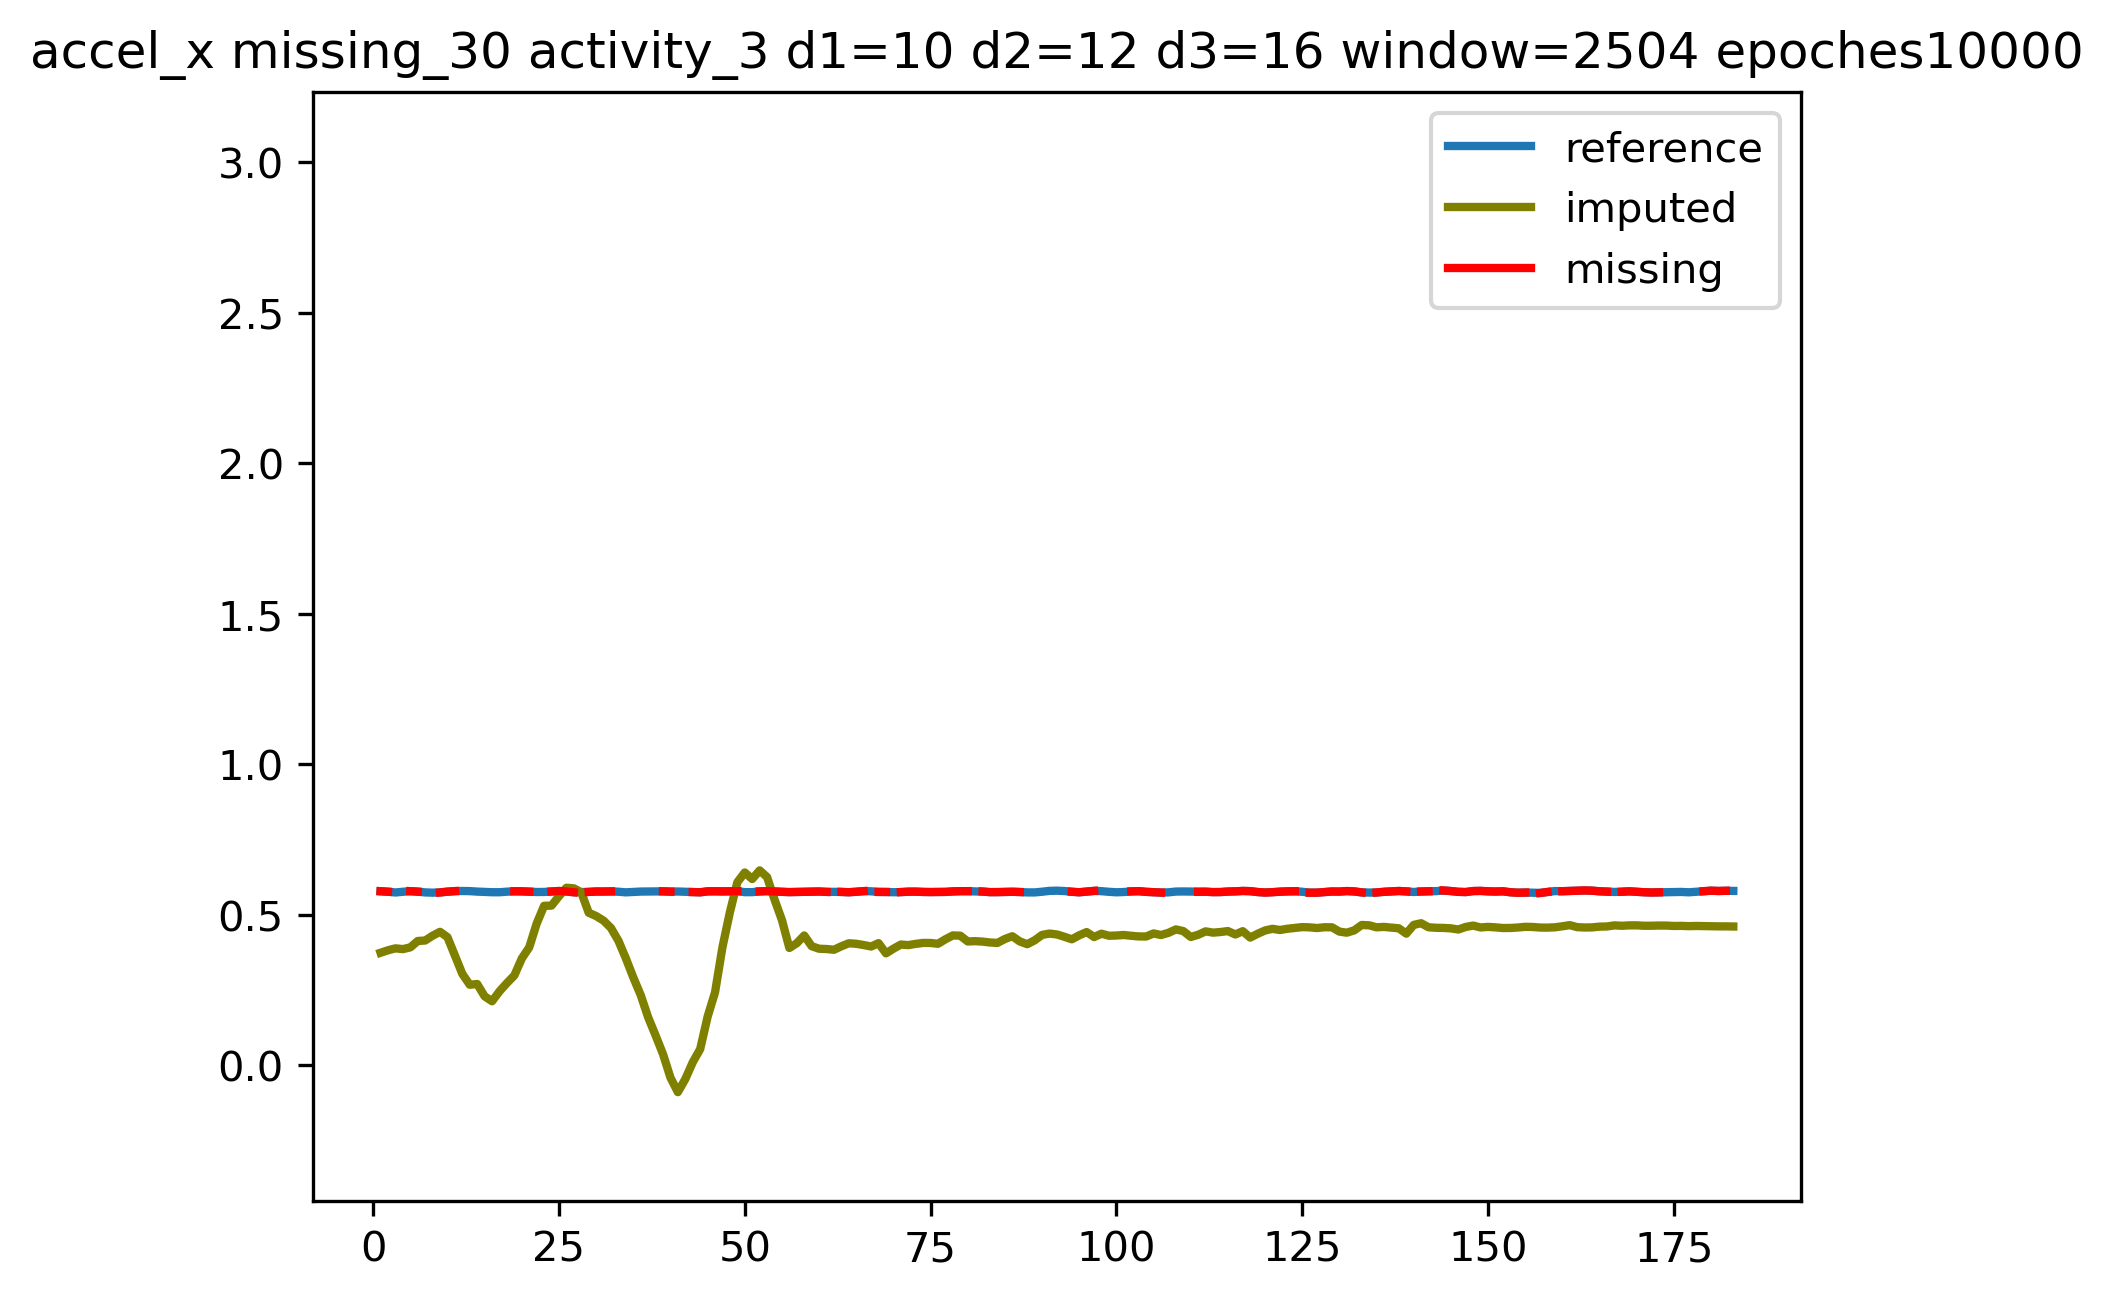 accel_x missing_30 activity_3 d1=10 d2=12 d3=16 window=2504 epoches10000
reference
imputed
missing
3.0
2.5
2.0
1.5
1.0
0.5
0.0
0 25 50 75 100 125 150 175